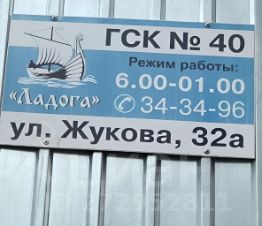 ГСК № 40
Режим работы:
6.00-01.00
«Ладога»
✆ 34-34-96
ул. Жукова, 32а